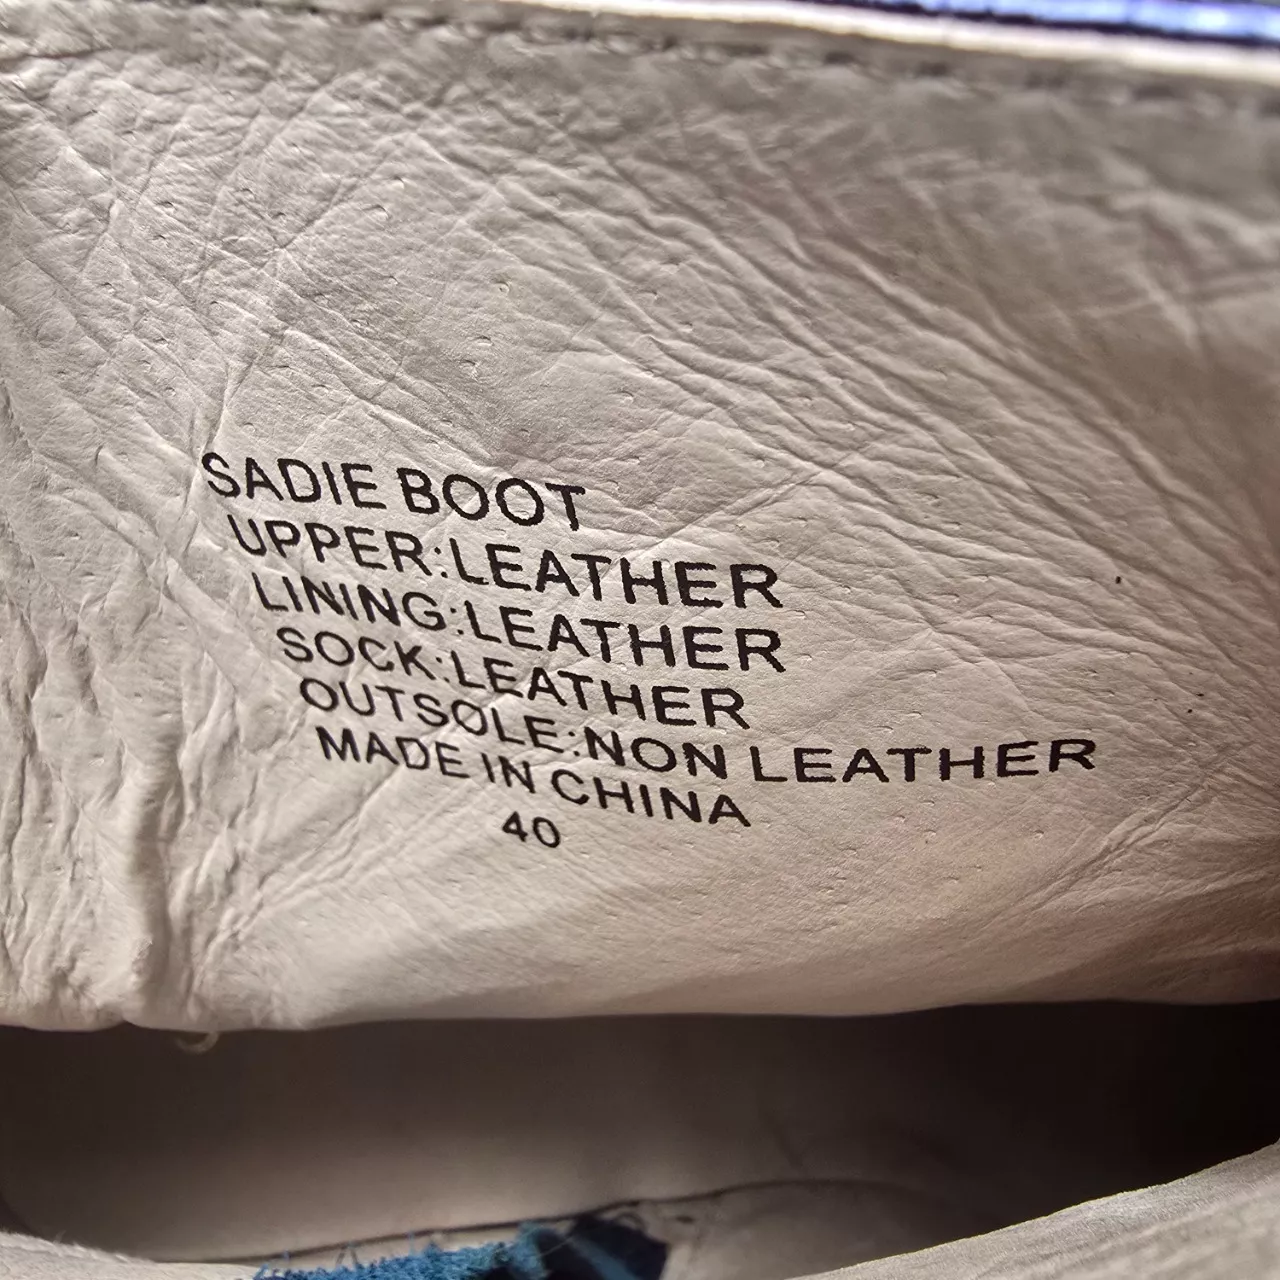 SADIE BOOT
UPPER:LEATHER
LINING:LEATHER
SOCK:LEATHER
OUTSOLE:NON LEATHER
MADE IN CHINA
40